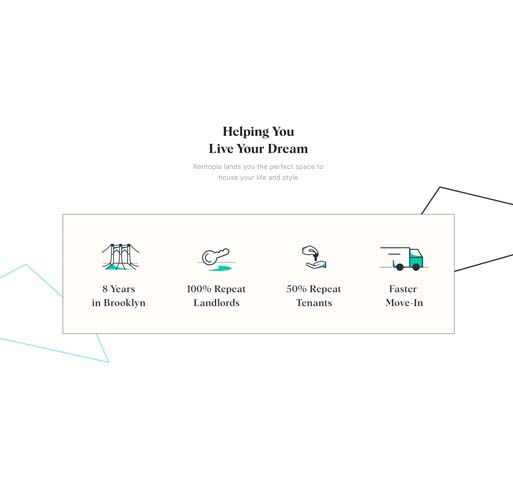 Helping You
Live Your Dream
Rentopia lands you the perfect space to
house your life and style
8 Years
in Brooklyn
100% Repeat
Landlords
50% Repeat
Tenants
Faster
Move-In